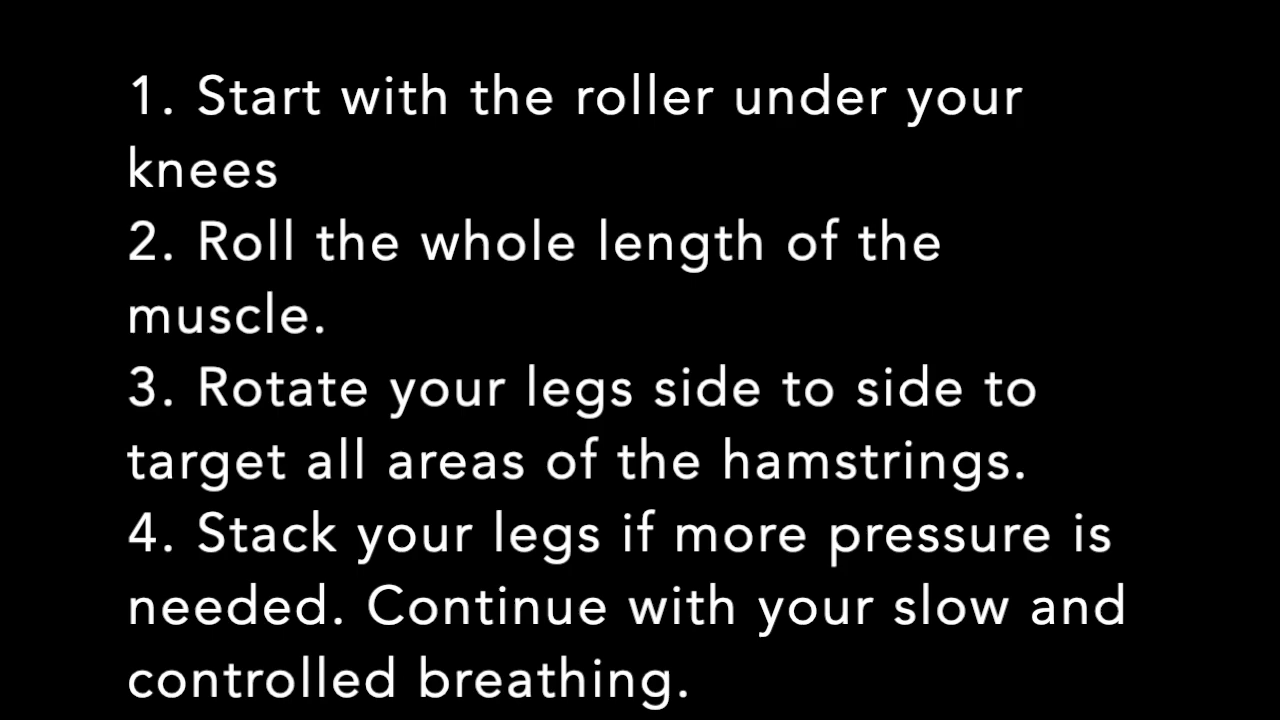 1. Start with the roller under your
knees
2. Roll the whole length of the
muscle.
3. Rotate your legs side to side to
target all areas of the hamstrings.
4. Stack your legs if more pressure is
needed. Continue with your slow and
controlled breathing.